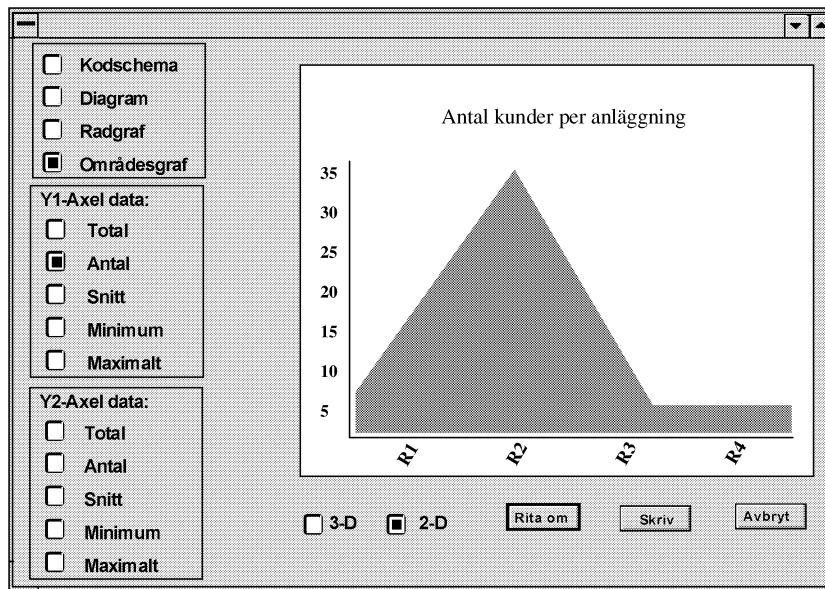 Kodschema
Diagram
Radgraf
Områdesgraf
Y1-Axel data:
Total
Antal
Snitt
Minimum
Maximalt
Y2-Axel data:
Total
Antal
Snitt
Minimum
Maximalt
Antal kunder per anläggning
35
30
25
20
15
10
5
R1 R2 R3 R4
3-D 2-D Rita om Skriv Avbryt